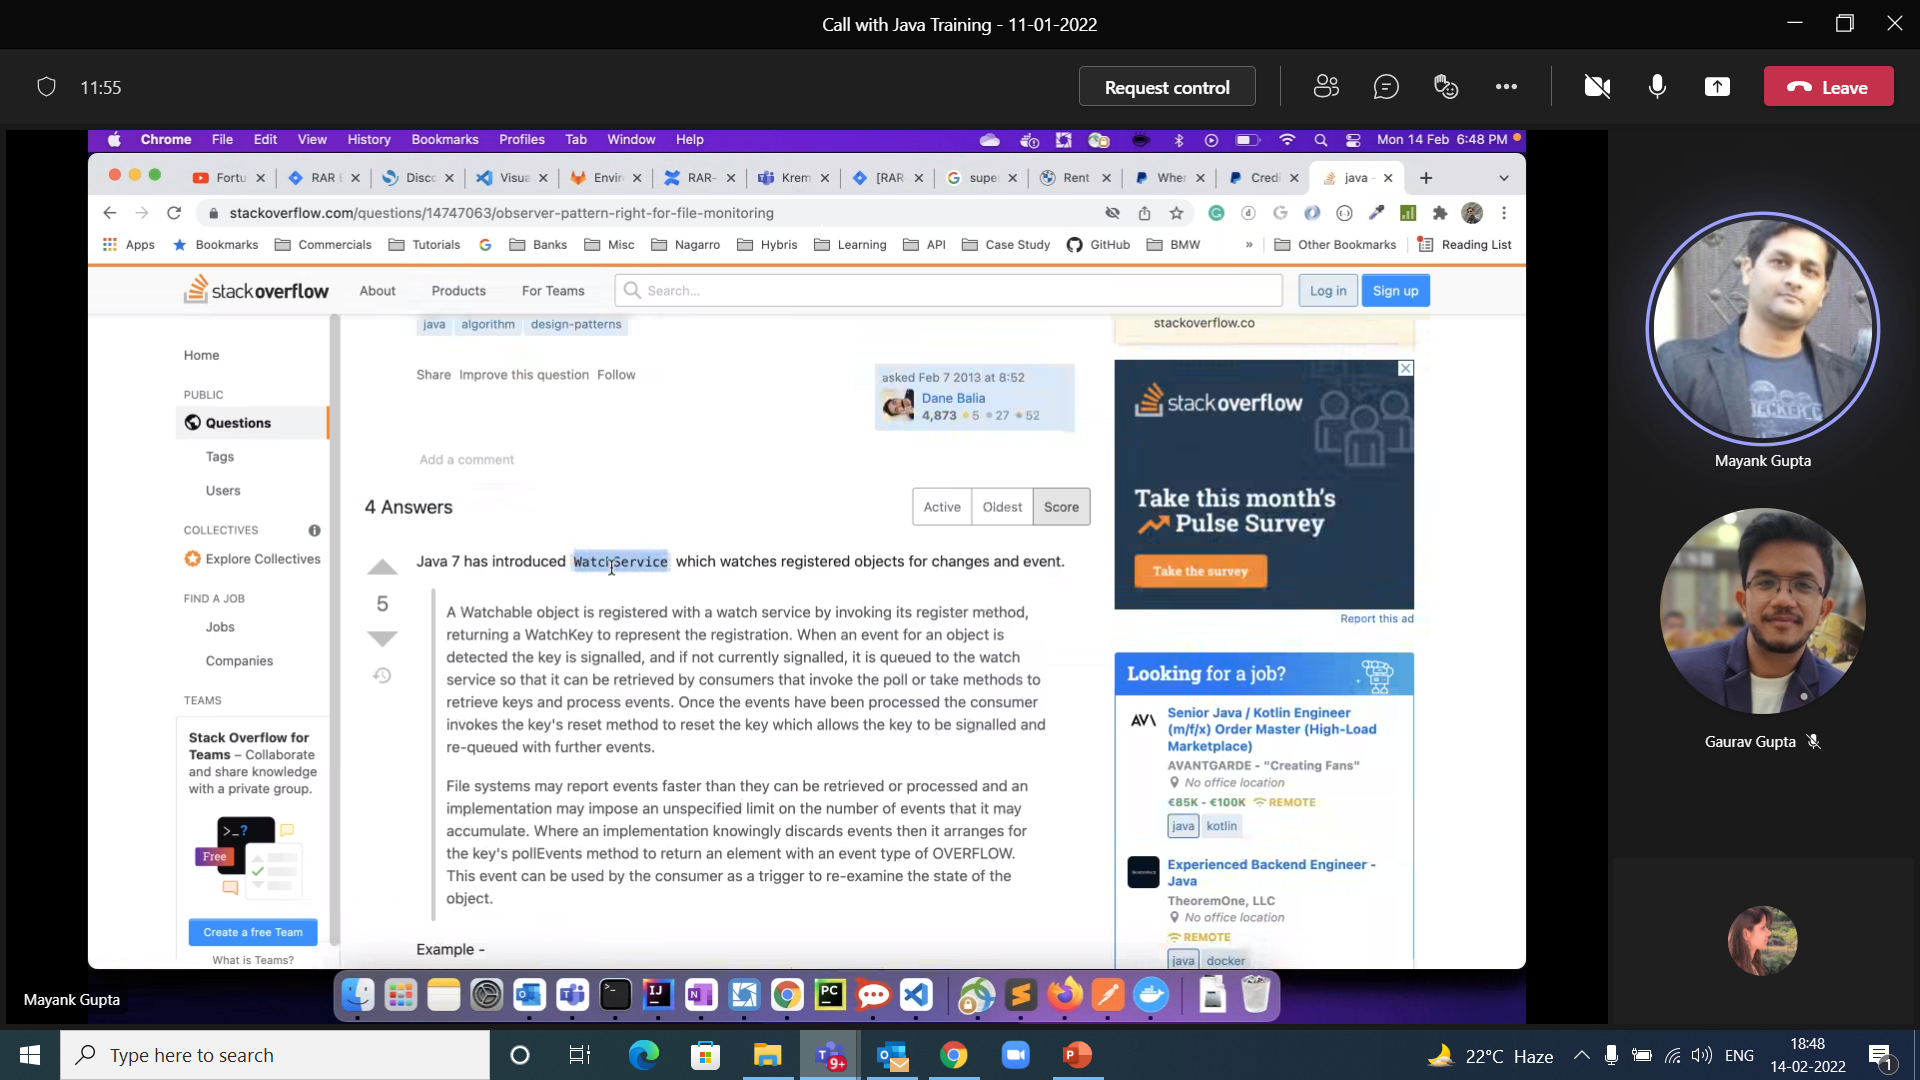 Call with Java Training - 11-01-2022
11:55
Request control
Leave
Chrome File Edit View History Bookmarks Profiles Tab Window Help
Mon 14 Feb 6:48 PM
Fortu
RAR
Disco
Visua
Envir
RAR-
Krem
[RAR
supe
Rent
Wher
Credi
java -
stackoverflow.com/questions/14747063/observer-pattern-right-for-file-monitoring
Apps Bookmarks Commercials Tutorials Banks Misc Nagarro Hybris Learning API Case Study GitHub BMW » Other Bookmarks Reading List
stackoverflow
About Products For Teams
Search...
Log in Sign up
Home
PUBLIC
Questions
Tags
Users
COLLECTIVES
Explore Collectives
FIND A JOB
Jobs
Companies
TEAMS
Stack Overflow for
Teams – Collaborate
and share knowledge
with a private group.
>_?
Free
Create a free Team
What is Teams?
java algorithm design-patterns
Share Improve this question Follow
asked Feb 7 2013 at 8:52
Dane Balia
4,873 5 27 52
Add a comment
4 Answers
Active Oldest Score
5
Java 7 has introduced WatchService which watches registered objects for changes and event.
A Watchable object is registered with a watch service by invoking its register method,
returning a WatchKey to represent the registration. When an event for an object is
detected the key is signalled, and if not currently signalled, it is queued to the watch
service so that it can be retrieved by consumers that invoke the poll or take methods to
retrieve keys and process events. Once the events have been processed the consumer
invokes the key's reset method to reset the key which allows the key to be signalled and
re-queued with further events.
File systems may report events faster than they can be retrieved or processed and an
implementation may impose an unspecified limit on the number of events that it may
accumulate. Where an implementation knowingly discards events then it arranges for
the key's pollEvents method to return an element with an event type of OVERFLOW.
This event can be used by the consumer as a trigger to re-examine the state of the
object.
Example -
stackoverflow.co
stackoverflow
Take this month's
Pulse Survey
Take the survey
Report this ad
Looking for a job?
Senior Java / Kotlin Engineer
(m/f/x) Order Master (High-Load
Marketplace)
AVANTGARDE - "Creating Fans"
No office location
€85K - €100K REMOTE
java kotlin
Experienced Backend Engineer -
Java
TheoremOne, LLC
No office location
REMOTE
java docker
Mayank Gupta
Gaurav Gupta
Mayank Gupta
IJ
N
PC
Type here to search
9+
22°C Haze
ENG
18:48
14-02-2022
1